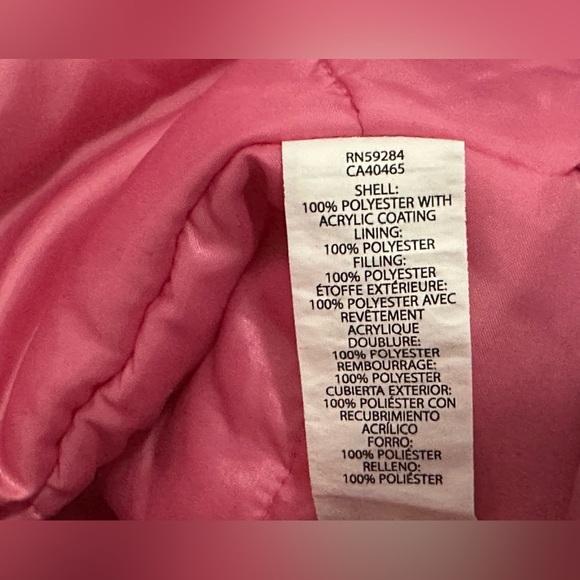 RN59284
CA40465
SHELL:
100% POLYESTER WITH
ACRYLIC COATING
LINING:
100% POLYESTER
FILLING:
100% POLYESTER
ÉTOFFE EXTÉRIEURE:
100% POLYESTER AVEC
REVÊTEMENT
ACRYLIQUE
DOUBLURE:
100% POLYESTER
REMBOURRAGE:
100% POLYESTER
CUBIERTA EXTERIOR:
100% POLIÉSTER CON
RECUBRIMIENTO
ACRÍLICO
FORRO:
100% POLIÉSTER
RELLENO:
100% POLIÉSTER